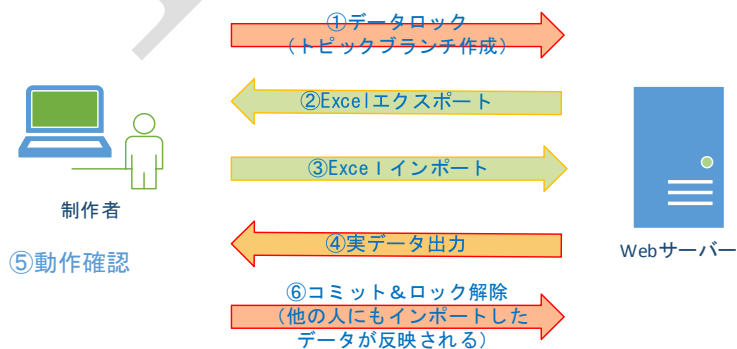 ①データロック
（トピックブランチ作成）
②Excelエクスポート
③Excelインポート
制作者
④実データ出力
Webサーバー
⑤動作確認
⑥コミット＆ロック解除
（他の人にもインポートした
データが反映される）